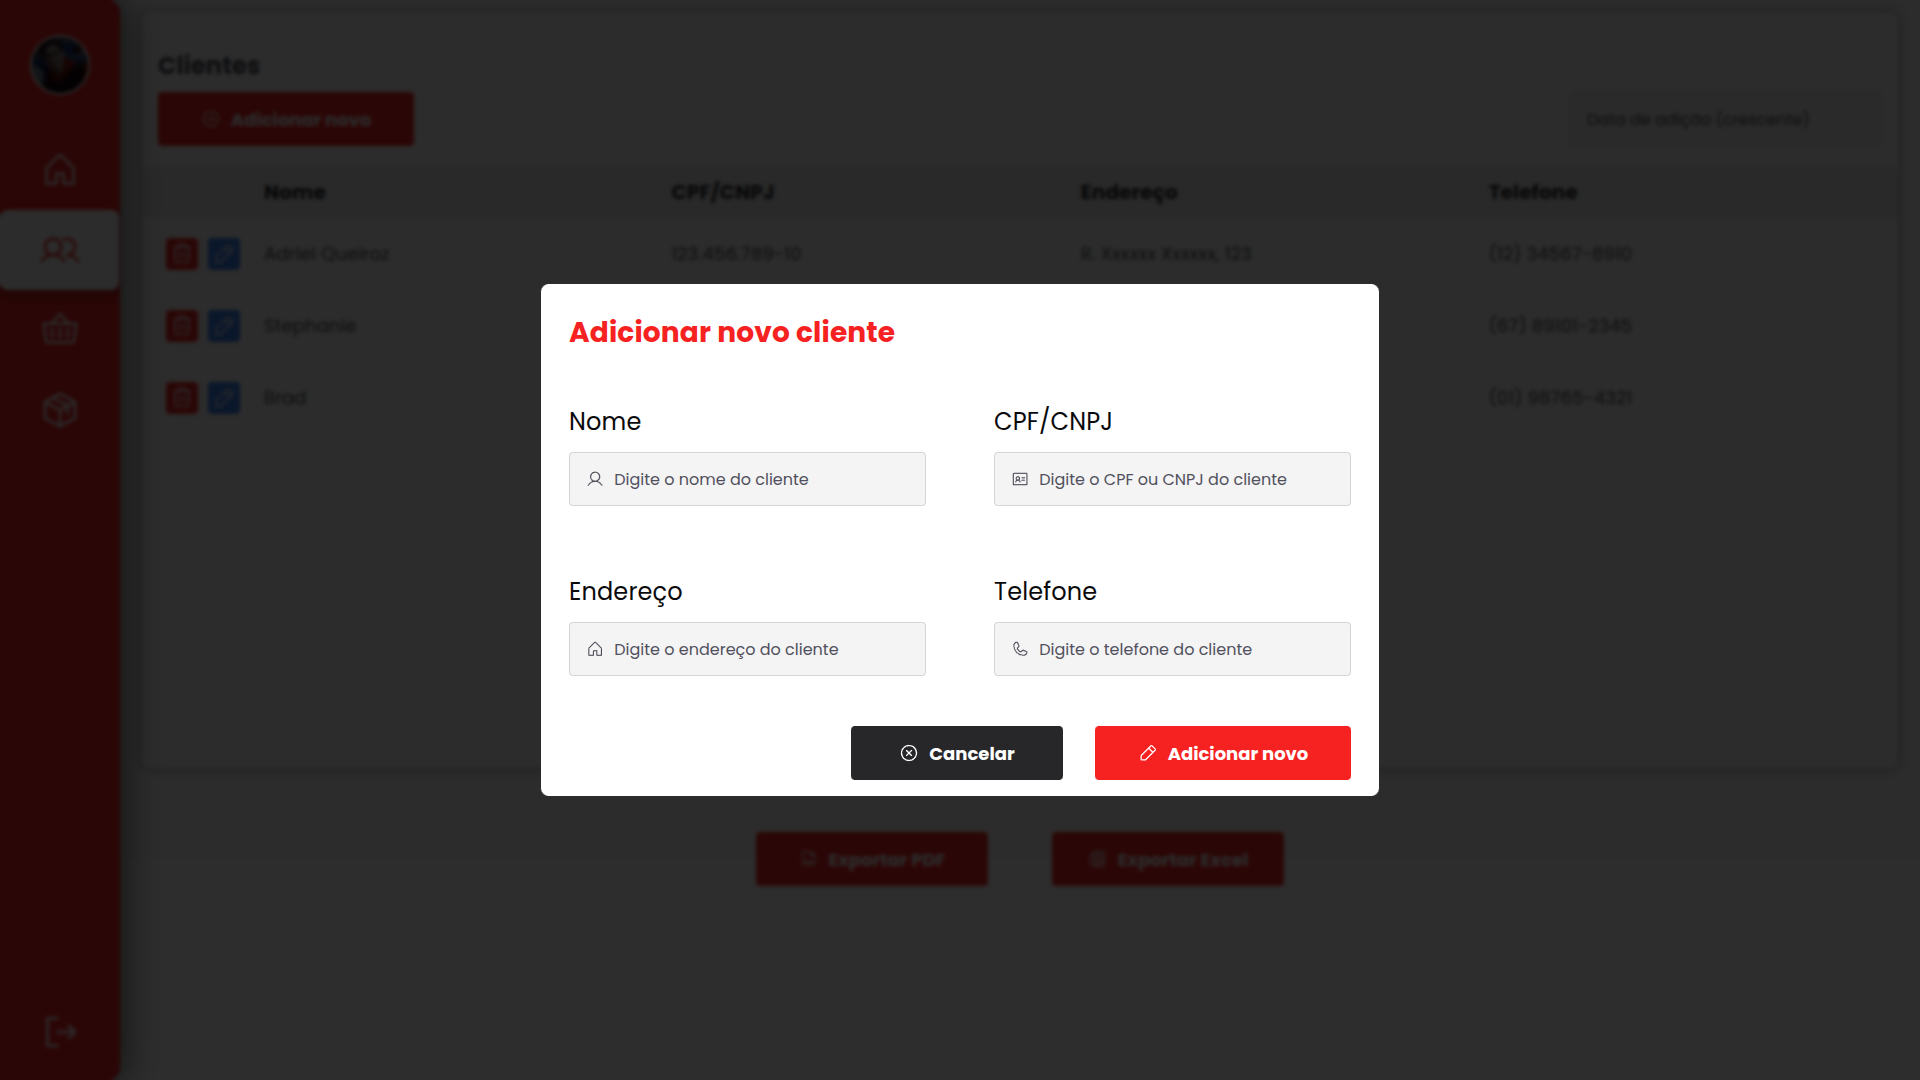 Clientes
Adicionar novo
Data de adição (crescente)
Nome CPF/CNPJ Endereço Telefone
Adriel Queiroz 123.456.789-10 R. Xxxxxx Xxxxxx, 123 (12) 34567-8910
Stephanie (67) 89101-2345
Brad (01) 98765-4321
Adicionar novo cliente
Nome CPF/CNPJ
Digite o nome do cliente Digite o CPF ou CNPJ do cliente
Endereço Telefone
Digite o endereço do cliente Digite o telefone do cliente
Cancelar Adicionar novo
Exportar PDF Exportar Excel